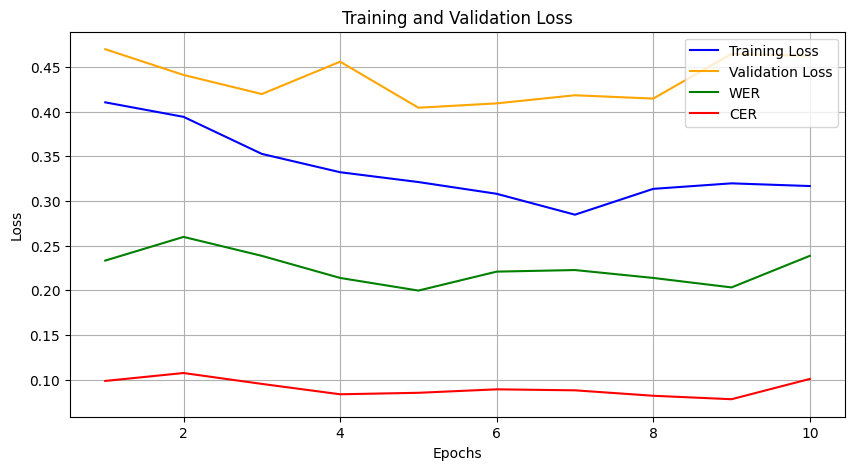 Training and Validation Loss
Training Loss
Validation Loss
WER
CER
Loss
0.45
0.40
0.35
0.30
0.25
0.20
0.15
0.10
2
4
6
8
10
Epochs